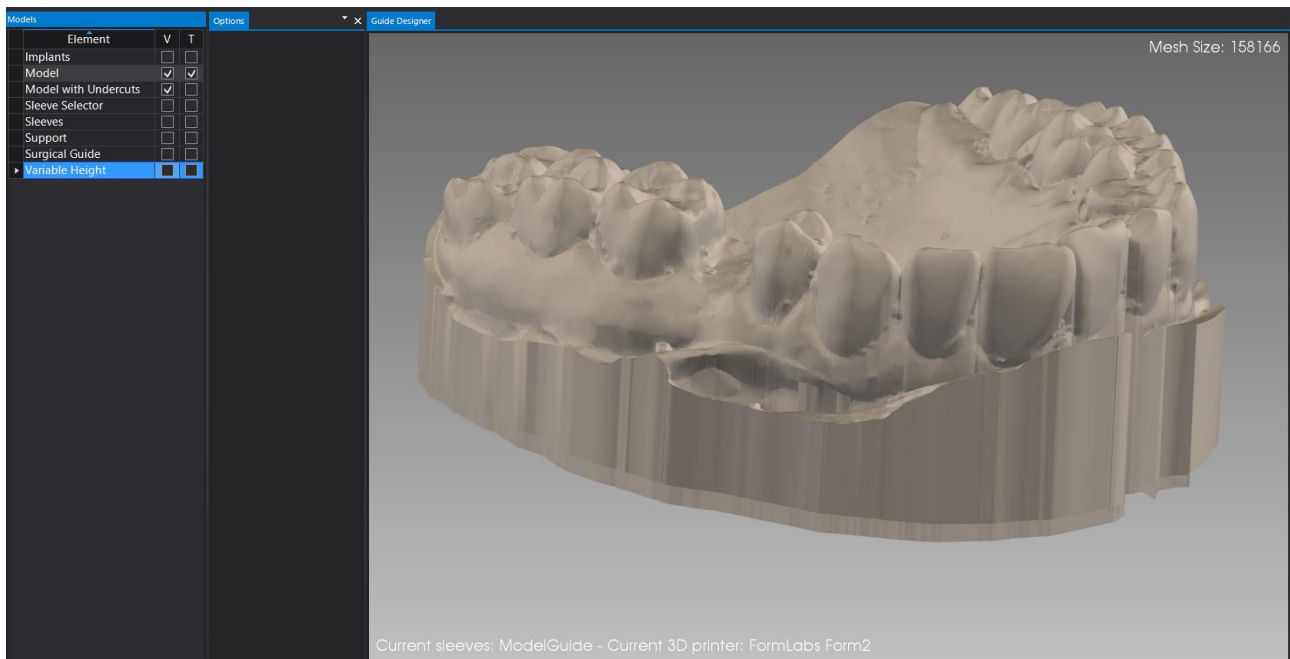 Models
Options
Guide Designer
Element V T
Implants
Model
Model with Undercuts
Sleeve Selector
Sleeves
Support
Surgical Guide
Variable Height
Mesh Size: 158166
Current sleeves: ModelGuide - Current 3D printer: FormLabs Form2